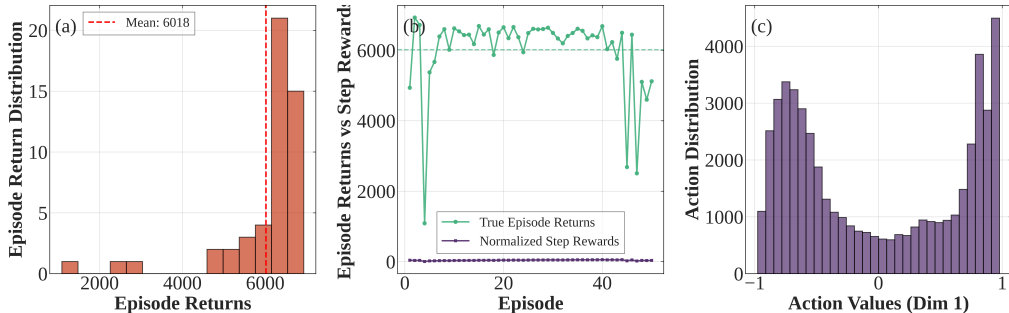 (a)
Mean: 6018
20
15
10
5
0
2000
4000
6000
Episode Returns
Episode Return Distribution
(b)
6000
4000
2000
0
True Episode Returns
Normalized Step Rewards
0
20
40
Episode
Episode Returns vs Step Rewards
(c)
4000
3000
2000
1000
0
−1
0
1
Action Values (Dim 1)
Action Distribution